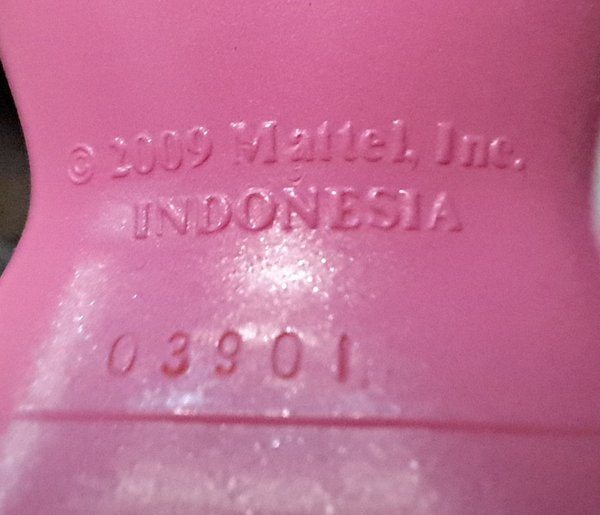 © 2009 Mattel, Inc.
INDONESIA
03901